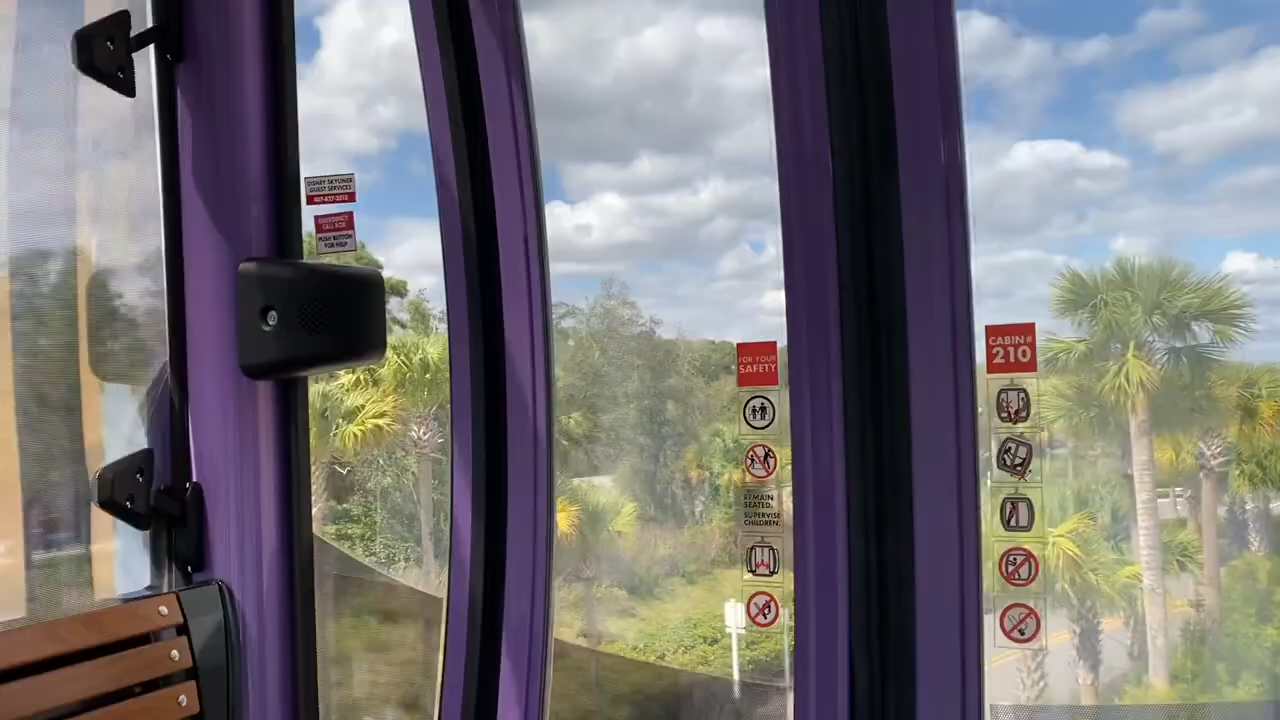 DISNEY SKYLINER
GUEST SERVICES
EMERGENCY
CALL BOX
PUSH BUTTON
FOR HELP
FOR YOUR
SAFETY
REMAIN
SEATED.
SUPERVISE
CHILDREN.
CABIN#
210